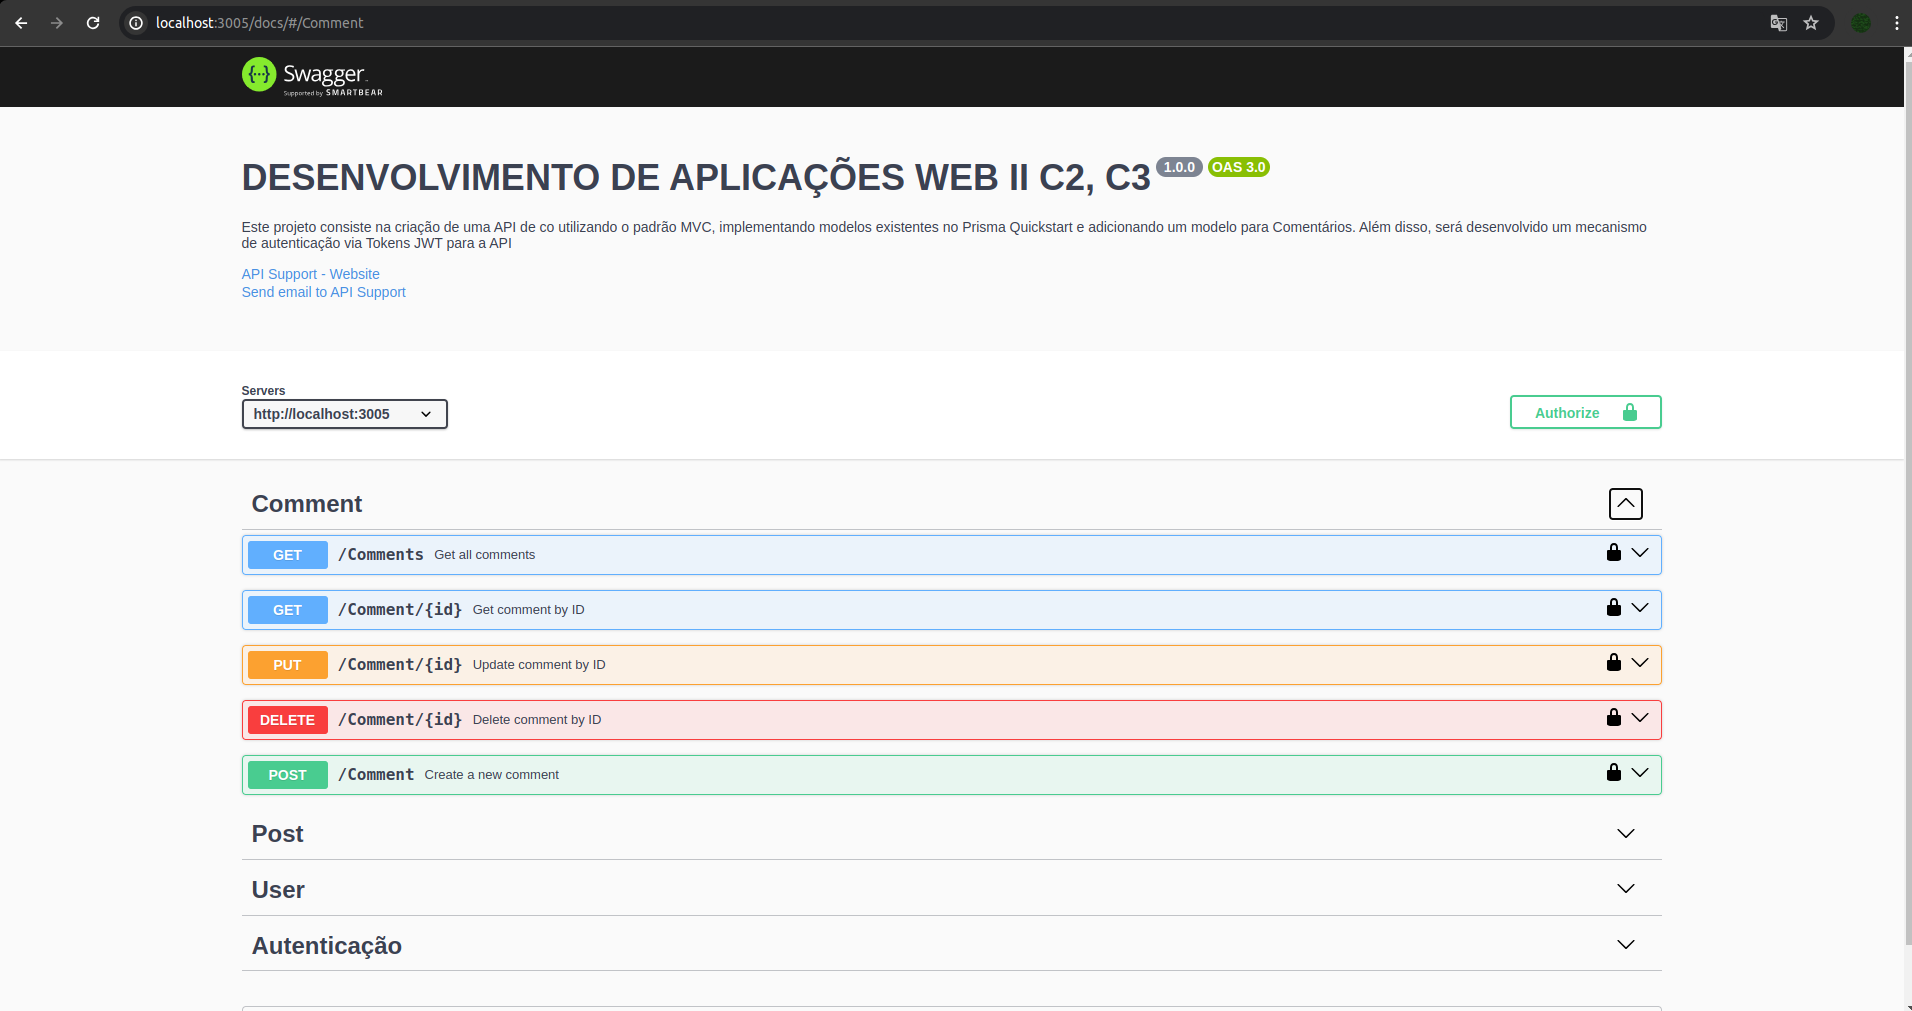 localhost:3005/docs/#/Comment
Swagger
Supported by SMARTBEAR
DESENVOLVIMENTO DE APLICAÇÕES WEB II C2, C3 1.0.0 OAS 3.0
Este projeto consiste na criação de uma API de co utilizando o padrão MVC, implementando modelos existentes no Prisma Quickstart e adicionando um modelo para Comentários. Além disso, será desenvolvido um mecanismo
de autenticação via Tokens JWT para a API
API Support - Website
Send email to API Support
Servers
http://localhost:3005
Authorize
Comment
GET /Comments Get all comments
GET /Comment/{id} Get comment by ID
PUT /Comment/{id} Update comment by ID
DELETE /Comment/{id} Delete comment by ID
POST /Comment Create a new comment
Post
User
Autenticação